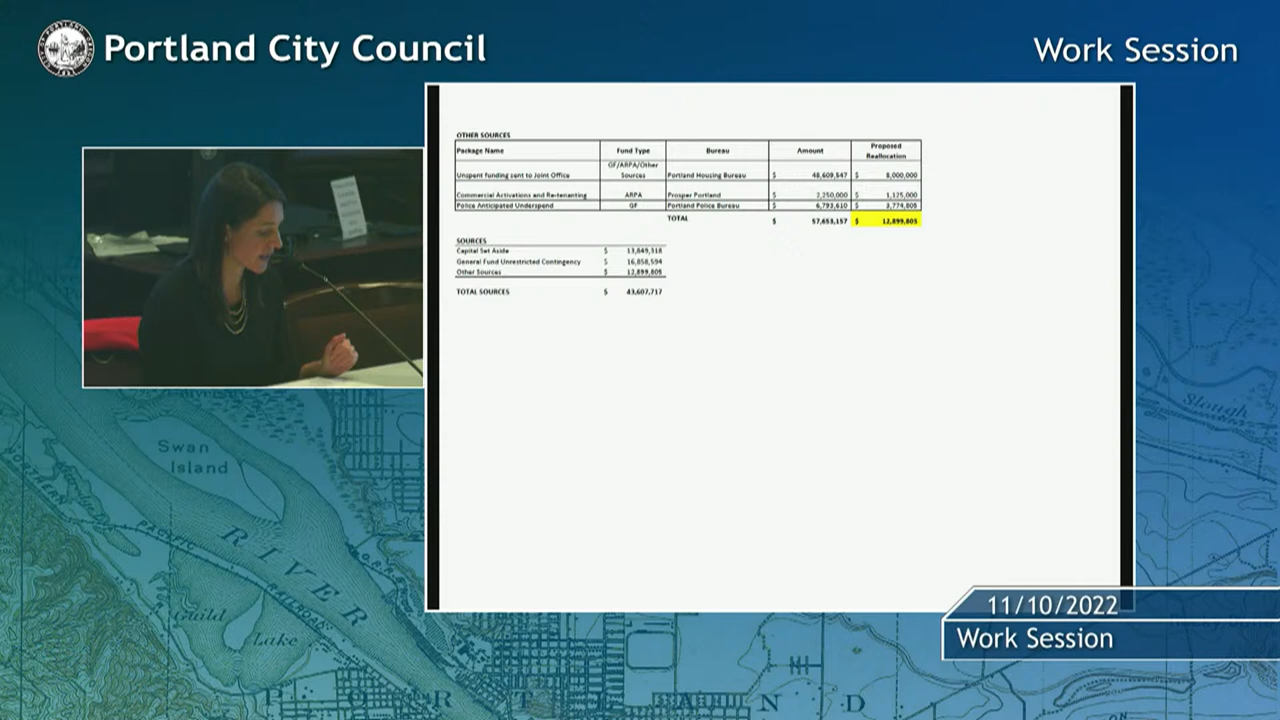 Portland City Council
Work Session
OTHER SOURCES
Package Name Fund Type Bureau Amount Proposed Reallocation
Unspent funding sent to Joint Office GF/ARPA/Other Sources Portland Housing Bureau $ 48,609,547 $ 8,000,000
Commercial Activations and Re-tenanting ARPA Prosper Portland $ 2,250,000 $ 1,125,000
Police Anticipated Underspend GF Portland Police Bureau $ 6,793,610 $ 3,774,805
TOTAL $ 57,653,157 $ 12,899,805
SOURCES
Capital Set Aside $ 13,849,318
General Fund Unrestricted Contingency $ 16,858,594
Other Sources $ 12,899,805
TOTAL SOURCES $ 43,607,717
Swan
Island
RIVER
NORTHERN
PACIFIC
RAILROAD
Guild
Lake
Slough
PORTLAND
11/10/2022
Work Session